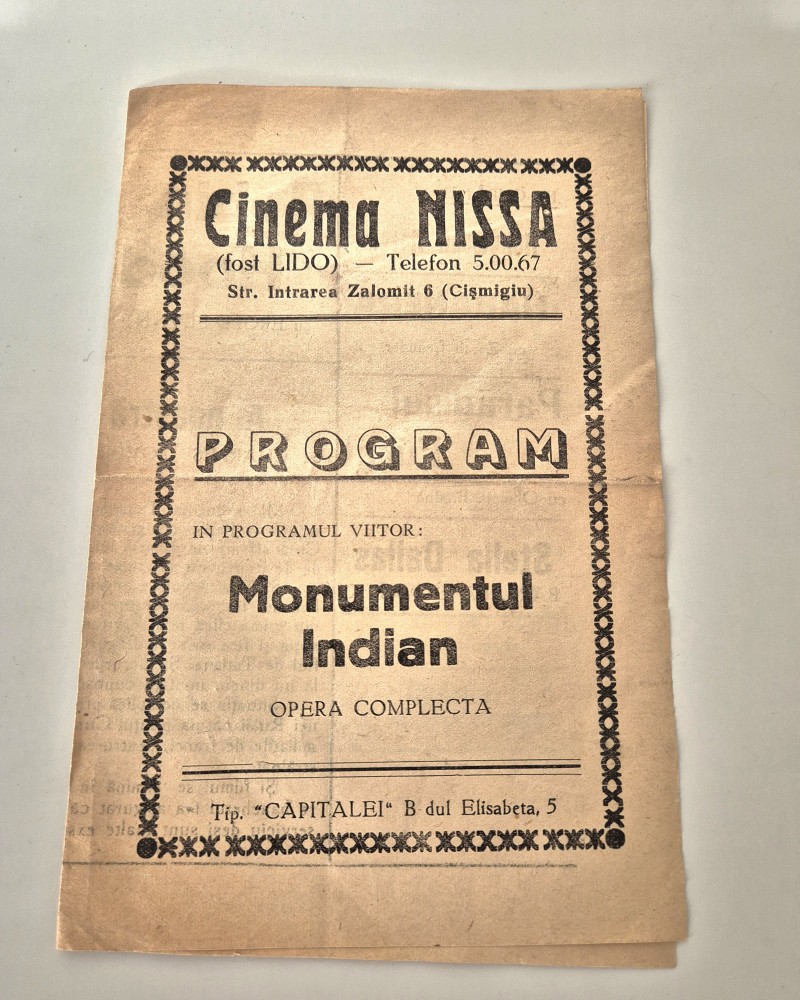 Cinema NISSA
(fost LIDO) — Telefon 5.00.67
Str. Intrarea Zalomit 6 (Cişmigiu)
PROGRAM
IN PROGRAMUL VIITOR:
Monumentul
Indian
OPERA COMPLECTA
Tip. "CAPITALEI" B dul Elisabeta, 5